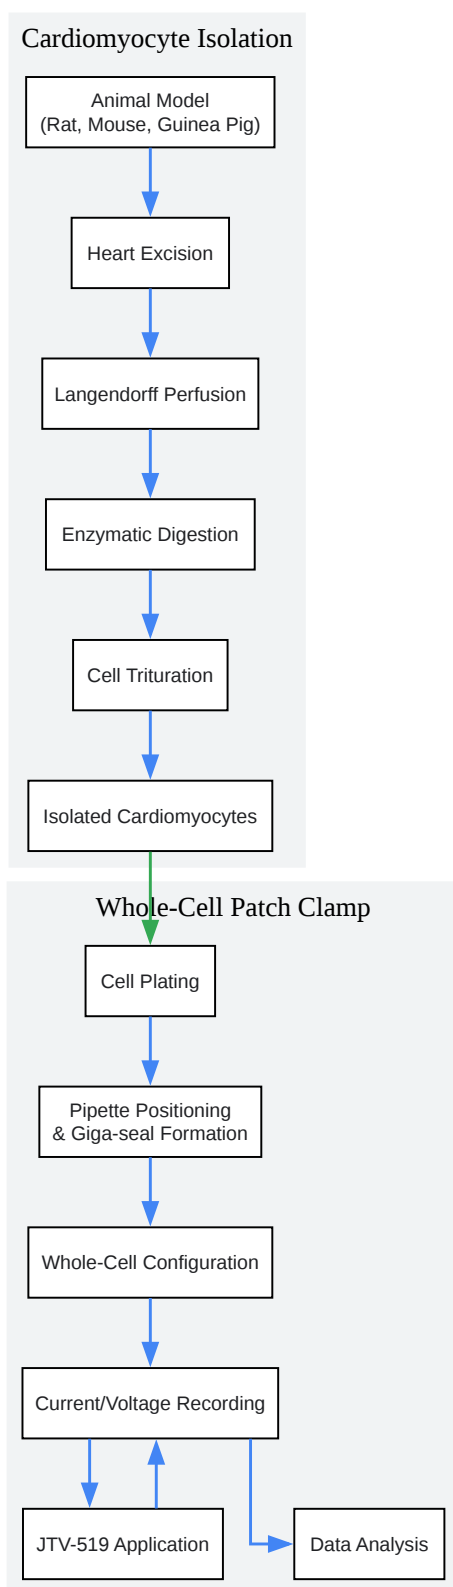 Cardiomyocyte Isolation
Animal Model
(Rat, Mouse, Guinea Pig)
Heart Excision
Langendorff Perfusion
Enzymatic Digestion
Cell Trituration
Isolated Cardiomyocytes
Whole-Cell Patch Clamp
Cell Plating
Pipette Positioning
& Giga-seal Formation
Whole-Cell Configuration
Current/Voltage Recording
JTV-519 Application
Data Analysis